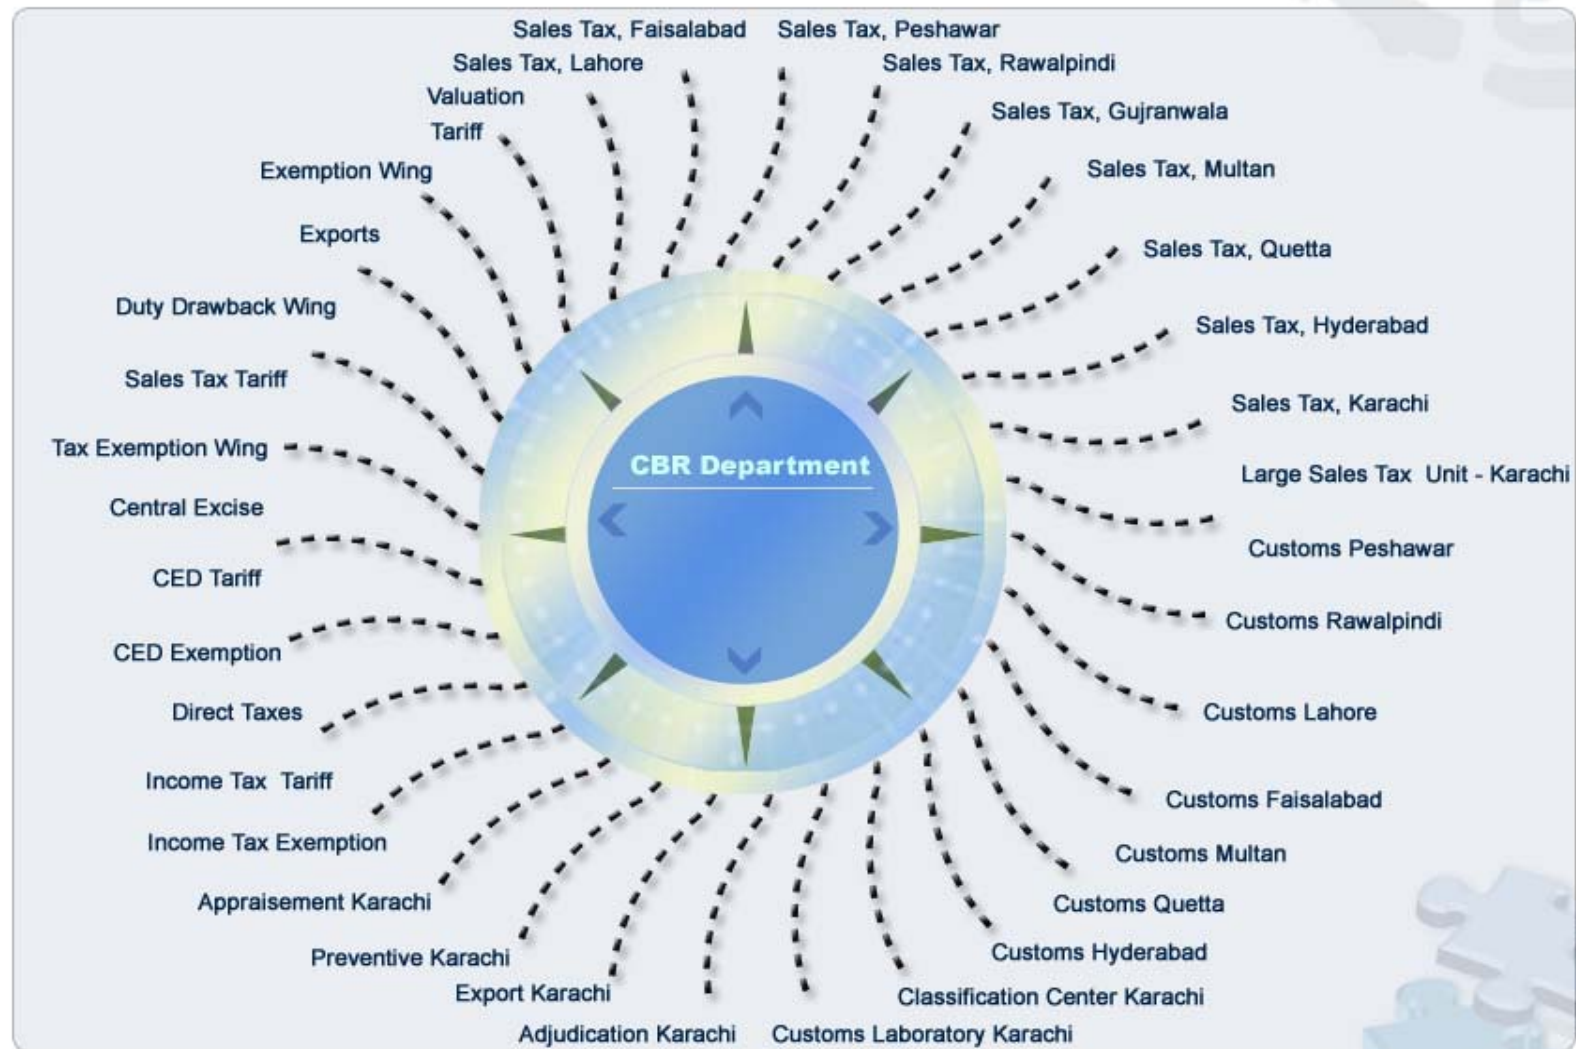 Sales Tax, Faisalabad
Sales Tax, Peshawar
Sales Tax, Lahore
Sales Tax, Rawalpindi
Valuation
Sales Tax, Gujranwala
Tariff
Exemption Wing
Sales Tax, Multan
Exports
Sales Tax, Quetta
Duty Drawback Wing
Sales Tax, Hyderabad
Sales Tax Tariff
Sales Tax, Karachi
Tax Exemption Wing
CBR Department
Large Sales Tax Unit - Karachi
Central Excise
Customs Peshawar
CED Tariff
Customs Rawalpindi
CED Exemption
Direct Taxes
Customs Lahore
Income Tax Tariff
Customs Faisalabad
Income Tax Exemption
Customs Multan
Appraisement Karachi
Customs Quetta
Preventive Karachi
Customs Hyderabad
Export Karachi
Classification Center Karachi
Adjudication Karachi
Customs Laboratory Karachi